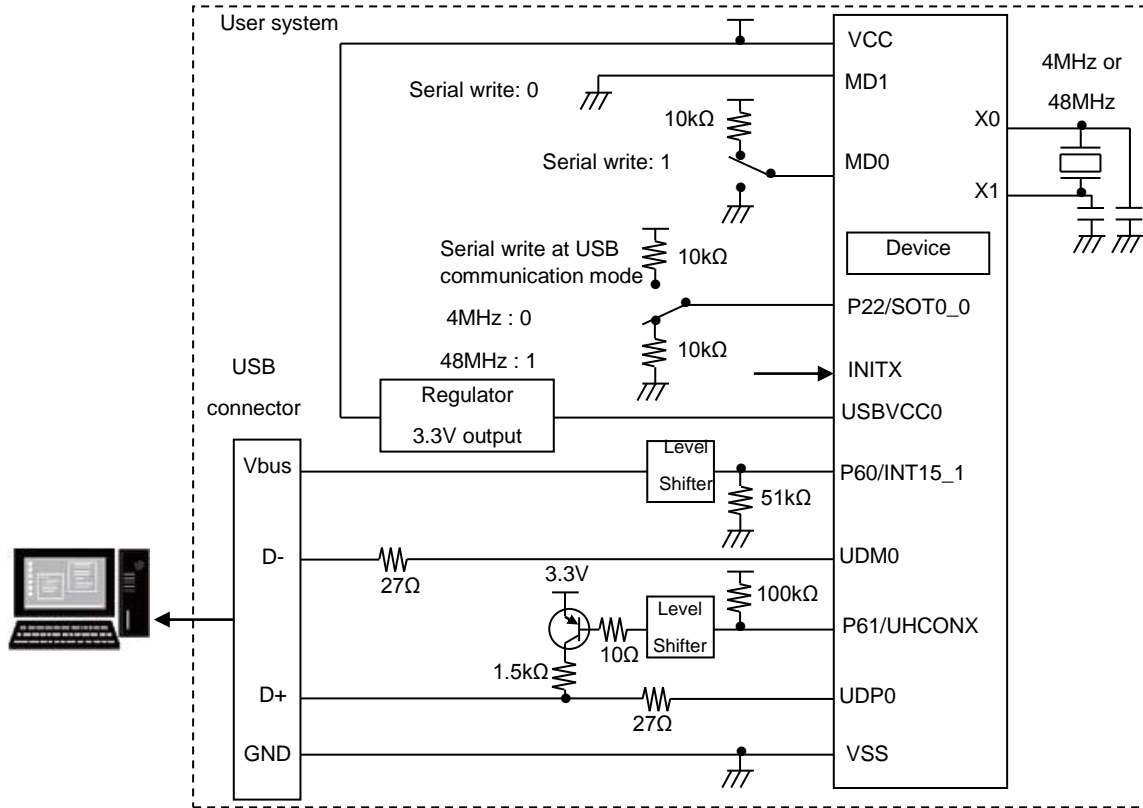 User system
VCC
MD1
Serial write: 0
10kΩ
Serial write: 1
MD0
4MHz or
48MHz
X0
X1
Device
Serial write at USB
communication mode
10kΩ
4MHz : 0
48MHz : 1
P22/SOT0_0
10kΩ
INITX
USB
connector
Regulator
3.3V output
USBVCC0
Vbus
Level
Shifter
P60/INT15_1
51kΩ
D-
27Ω
UDM0
3.3V
100kΩ
Level
Shifter
10Ω
P61/UHCONX
1.5kΩ
D+
27Ω
UDP0
GND
VSS